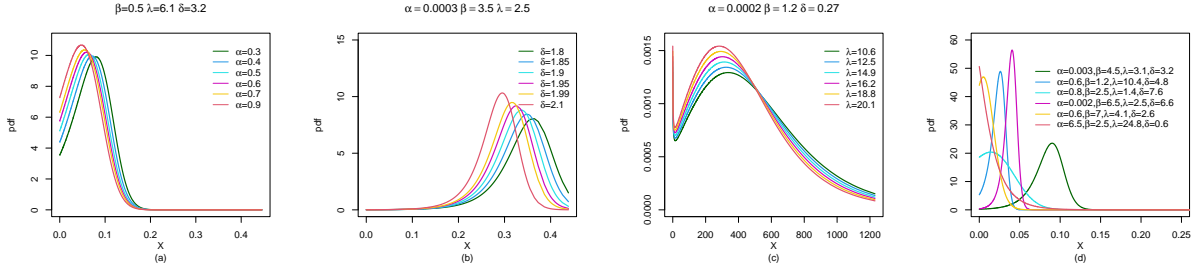 β=0.5 λ=6.1 δ=3.2
pdf
0 2 4 6 8 10
0.0 0.1 0.2 0.3 0.4
α=0.3
α=0.4
α=0.5
α=0.6
α=0.7
α=0.9
X
(a)
α = 0.0003 β = 3.5 λ = 2.5
pdf
0 5 10 15
0.0 0.1 0.2 0.3 0.4
δ=1.8
δ=1.85
δ=1.9
δ=1.95
δ=1.99
δ=2.1
X
(b)
α = 0.0002 β = 1.2 δ = 0.27
pdf
0.0000 0.0005 0.0010 0.0015
0 200 400 600 800 1000 1200
λ=10.6
λ=12.5
λ=14.9
λ=16.2
λ=18.8
λ=20.1
X
(c)
pdf
0 10 20 30 40 50 60
0.00 0.05 0.10 0.15 0.20 0.25
α=0.003,β=4.5,λ=3.1,δ=3.2
α=0.6,β=1.2,λ=10.4,δ=4.8
α=0.8,β=2.5,λ=1.4,δ=7.6
α=0.002,β=6.5,λ=2.5,δ=6.6
α=0.6,β=7,λ=4.1,δ=2.6
α=6.5,β=2.5,λ=24.8,δ=0.6
X
(d)